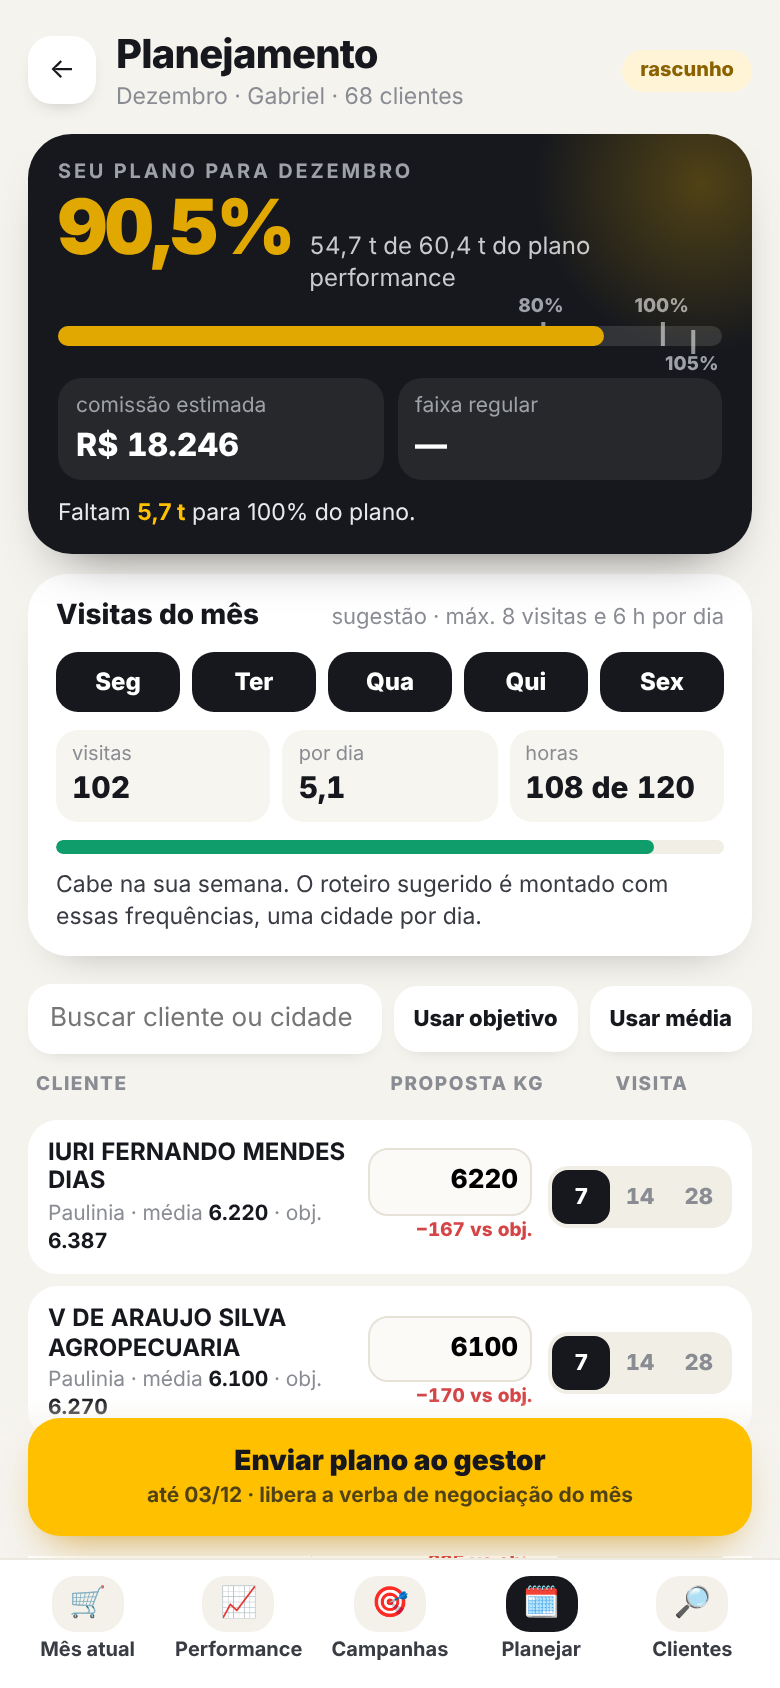 ←
Planejamento
Dezembro · Gabriel · 68 clientes
rascunho
SEU PLANO PARA DEZEMBRO
90,5%
54,7 t de 60,4 t do plano
performance
80%
100%
105%
comissão estimada
R$ 18.246
faixa regular
—
Faltam 5,7 t para 100% do plano.
Visitas do mês
sugestão · máx. 8 visitas e 6 h por dia
Seg Ter Qua Qui Sex
visitas
102
por dia
5,1
horas
108 de 120
Cabe na sua semana. O roteiro sugerido é montado com
essas frequências, uma cidade por dia.
Buscar cliente ou cidade
Usar objetivo
Usar média
CLIENTE PROPOSTA KG VISITA
IURI FERNANDO MENDES
DIAS
Paulinia · média 6.220 · obj.
6.387
6220
−167 vs obj.
7 14 28
V DE ARAUJO SILVA
AGROPECUARIA
Paulinia · média 6.100 · obj.
6.270
6100
−170 vs obj.
7 14 28
Enviar plano ao gestor
até 03/12 · libera a verba de negociação do mês
Mês atual
Performance
Campanhas
Planejar
Clientes